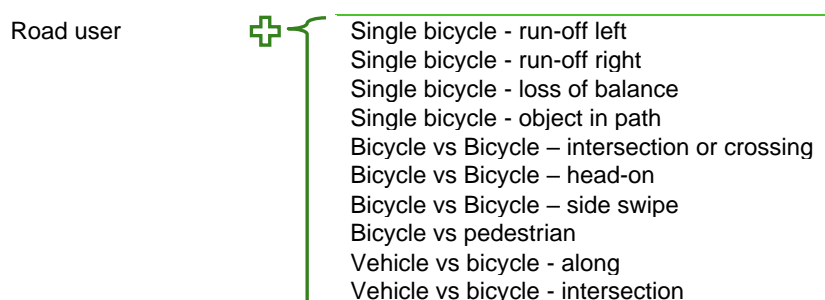 Road user
Single bicycle - run-off left
Single bicycle - run-off right
Single bicycle - loss of balance
Single bicycle - object in path
Bicycle vs Bicycle – intersection or crossing
Bicycle vs Bicycle – head-on
Bicycle vs Bicycle – side swipe
Bicycle vs pedestrian
Vehicle vs bicycle - along
Vehicle vs bicycle - intersection